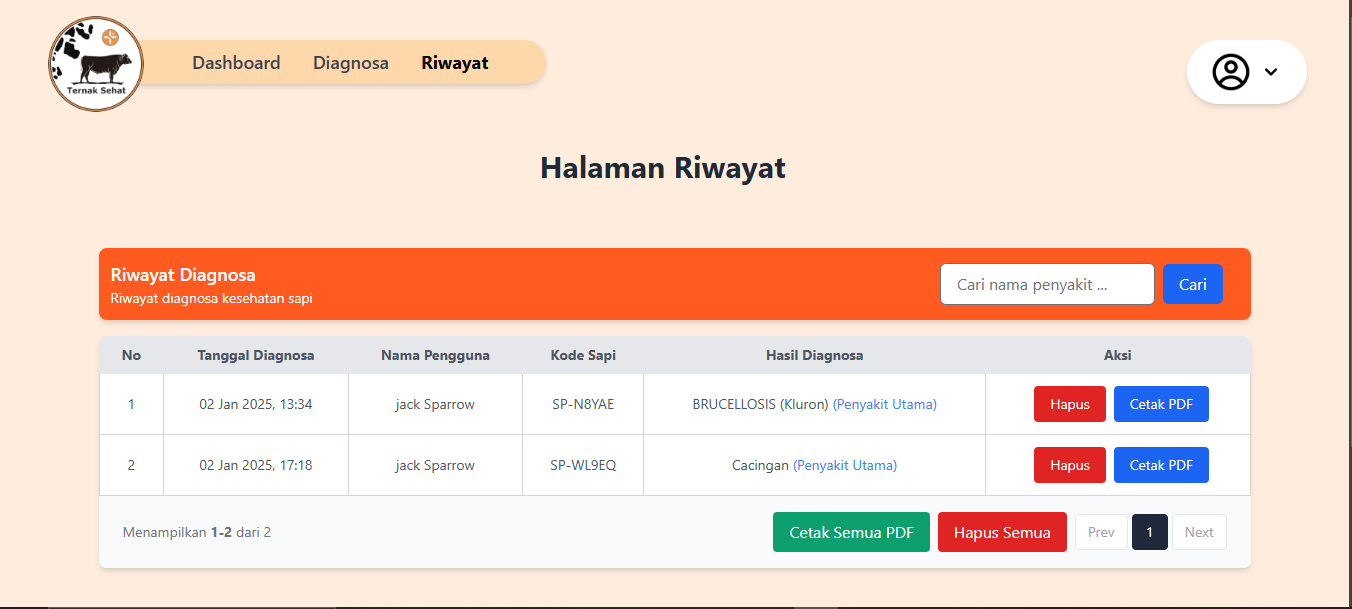 Ternak Sehat
Dashboard Diagnosa Riwayat
Halaman Riwayat
Riwayat Diagnosa
Riwayat diagnosa kesehatan sapi
Cari nama penyakit ... Cari
No Tanggal Diagnosa Nama Pengguna Kode Sapi Hasil Diagnosa Aksi
1 02 Jan 2025, 13:34 jack Sparrow SP-N8YAE BRUCELLOSIS (Kluron) (Penyakit Utama) Hapus Cetak PDF
2 02 Jan 2025, 17:18 jack Sparrow SP-WL9EQ Cacingan (Penyakit Utama) Hapus Cetak PDF
Menampilkan 1-2 dari 2 Cetak Semua PDF Hapus Semua Prev 1 Next